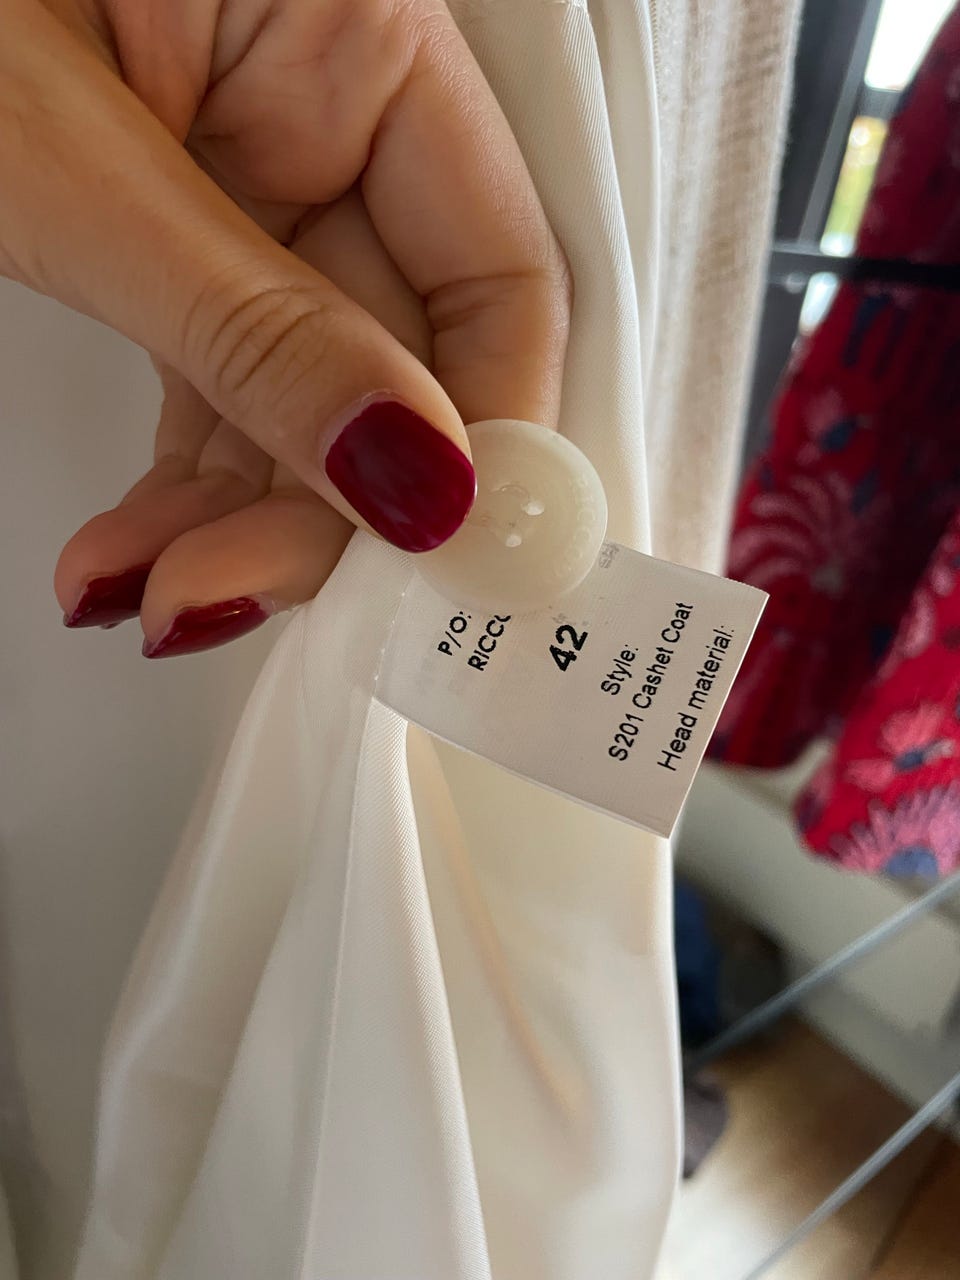 P/O:
RICCO
42
Style:
S201 Cashet Coat
Head material: